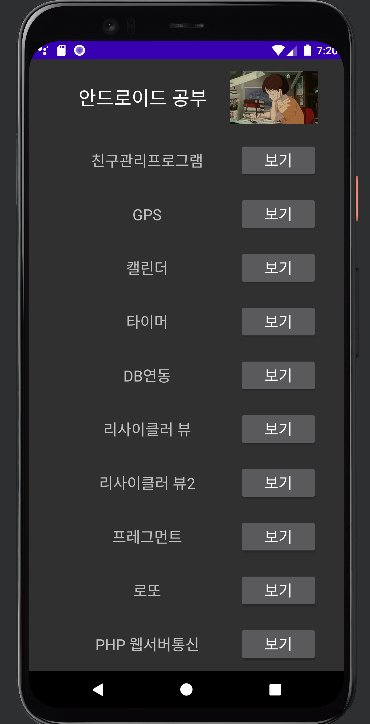 7:20
안드로이드 공부
친구관리프로그램 보기
GPS 보기
캘린더 보기
타이머 보기
DB연동 보기
리사이클러 뷰 보기
리사이클러 뷰2 보기
프레그먼트 보기
로또 보기
PHP 웹서버통신 보기